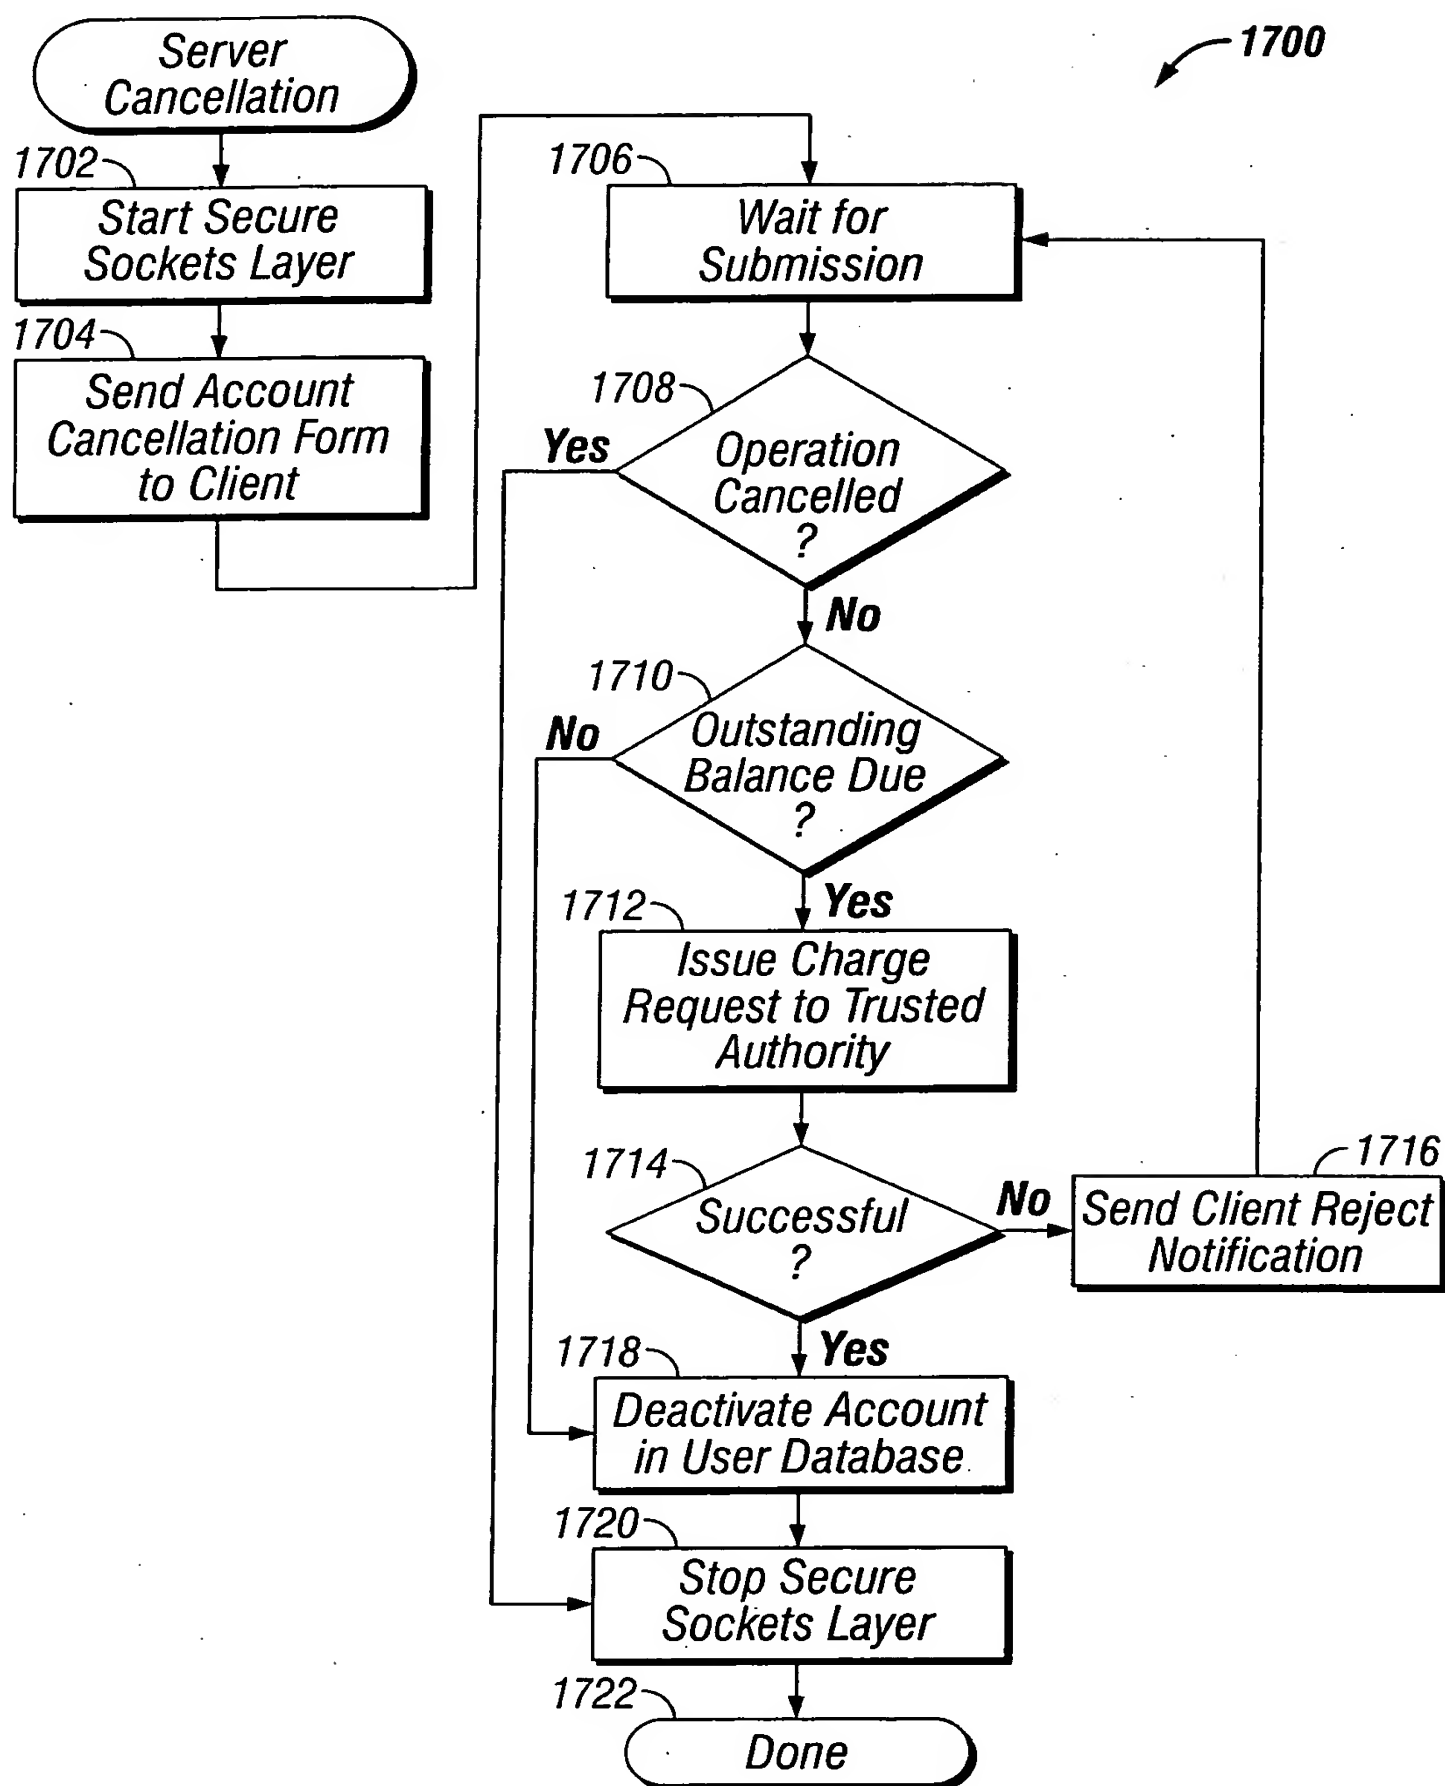 1700
Server
Cancellation
1702
Start Secure
Sockets Layer
1704
Send Account
Cancellation Form
to Client
1706
Wait for
Submission
1708
Operation
Cancelled
?
Yes
No
1710
Outstanding
Balance Due
?
No
Yes
1712
Issue Charge
Request to Trusted
Authority
1714
Successful
?
No
1716
Send Client Reject
Notification
Yes
1718
Deactivate Account
in User Database
1720
Stop Secure
Sockets Layer
1722
Done